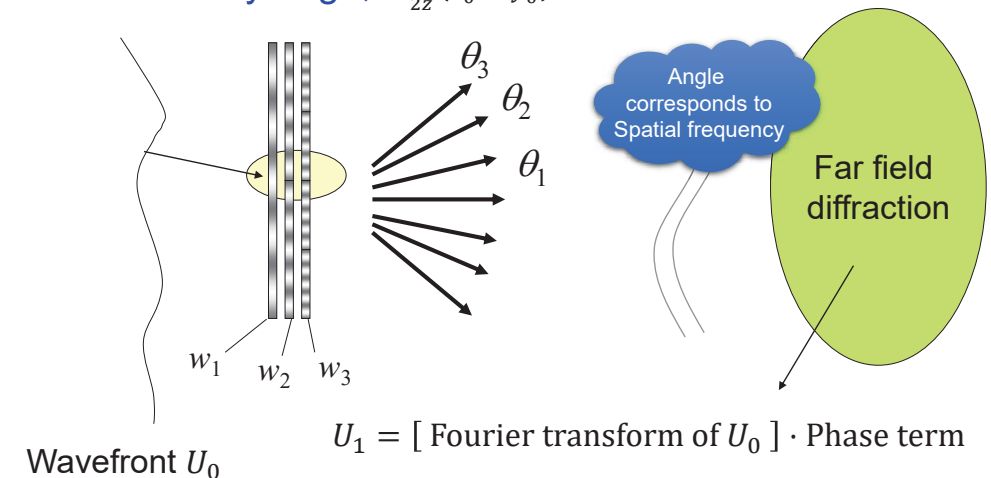 θ₃
θ₂
θ₁
Angle
corresponds to
Spatial frequency
Far field
diffraction
w₁
w₂
w₃
U₁ = [ Fourier transform of U₀ ] · Phase term
Wavefront U₀